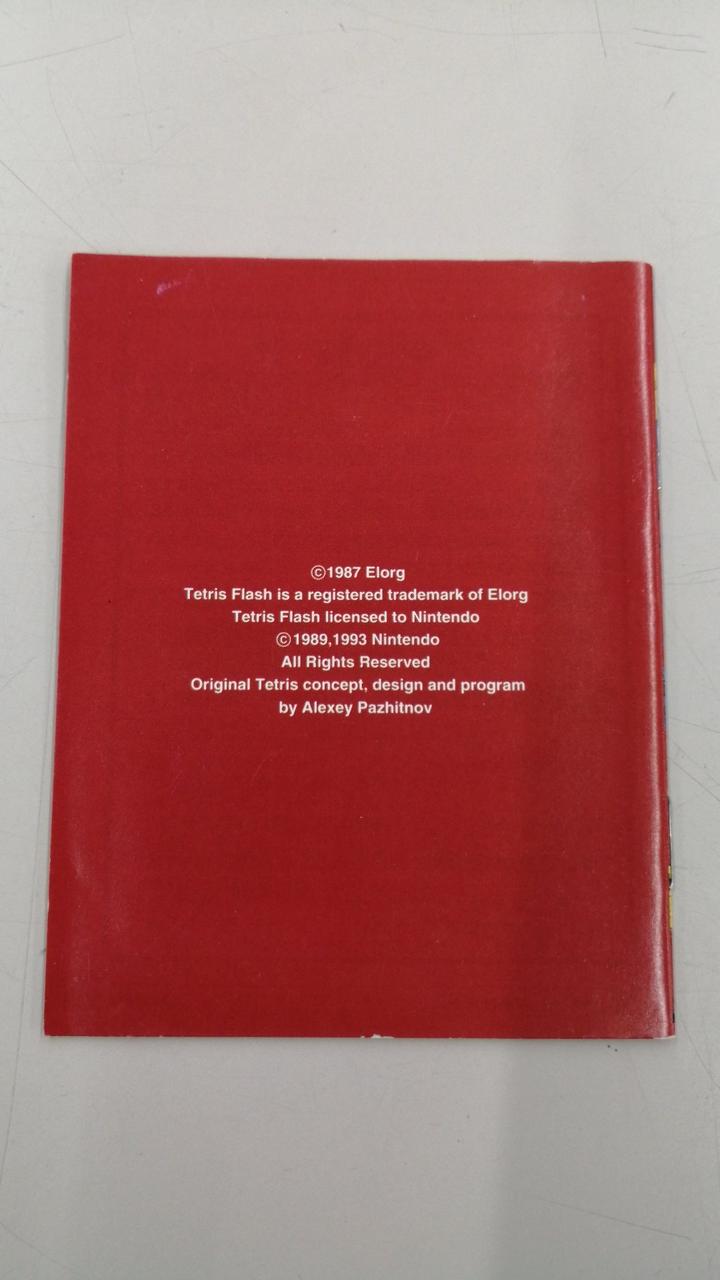 ©1987 Elorg
Tetris Flash is a registered trademark of Elorg
Tetris Flash licensed to Nintendo
©1989,1993 Nintendo
All Rights Reserved
Original Tetris concept, design and program
by Alexey Pazhitnov